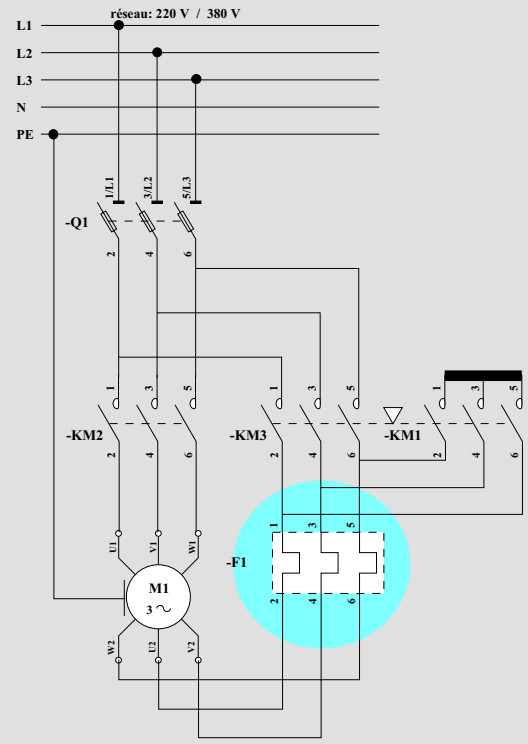 réseau: 220 V / 380 V
L1
L2
L3
N
PE
1/L1 3/L2 5/L3
-Q1
2 4 6
1 3 5 1 3 5 1 3 5
-KM2 -KM3 -KM1
2 4 6 2 4 6 2 4 6
U1 V1 W1
1 3 5
-F1
M1
3
2 4 6
W2 U2 V2